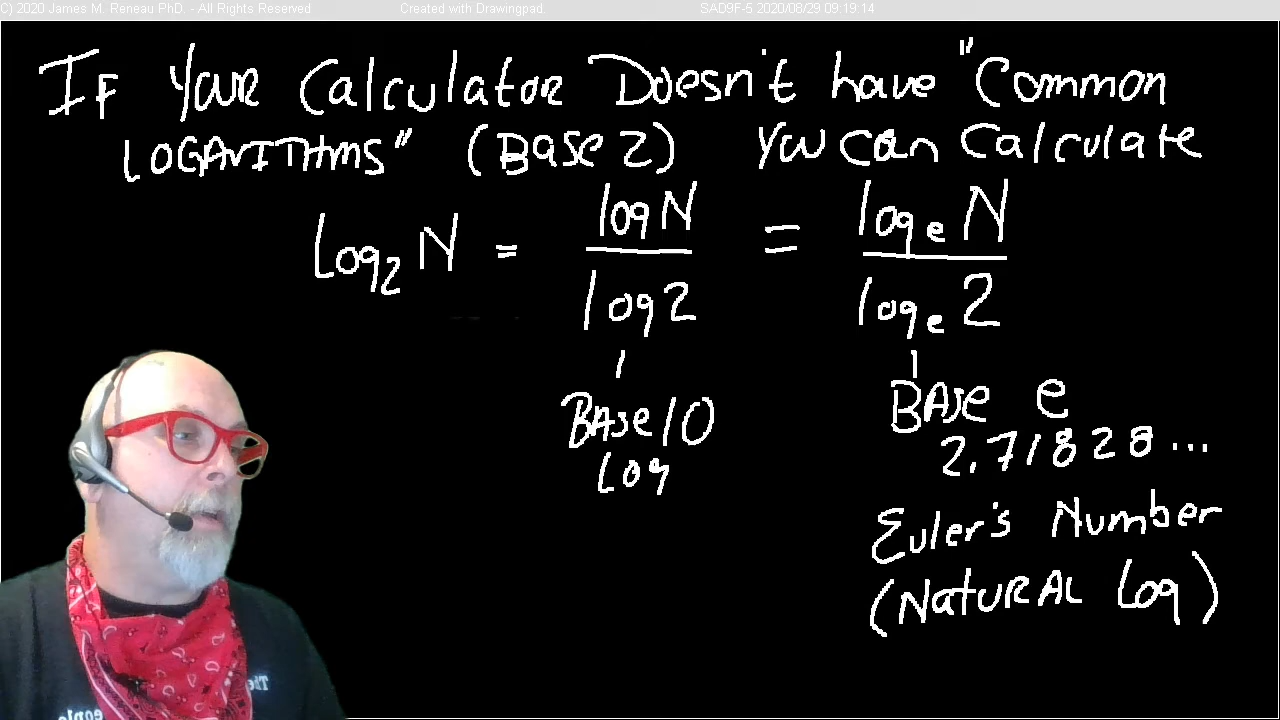 C) 2020 James M. Reneau PhD. - All Rights Reserved Created with Drawingpad. SAD9F-5 2020/08/29 09:19:14
IF Your Calculator Doesn't have "Common
LOGARITHMS" (Base 2) You Can Calculate
log₂ N = log N / log 2 = logₑ N / logₑ 2
BASE 10
log
BASE e
2.71828...
Euler's Number
(NATURAL Log)
The
eople